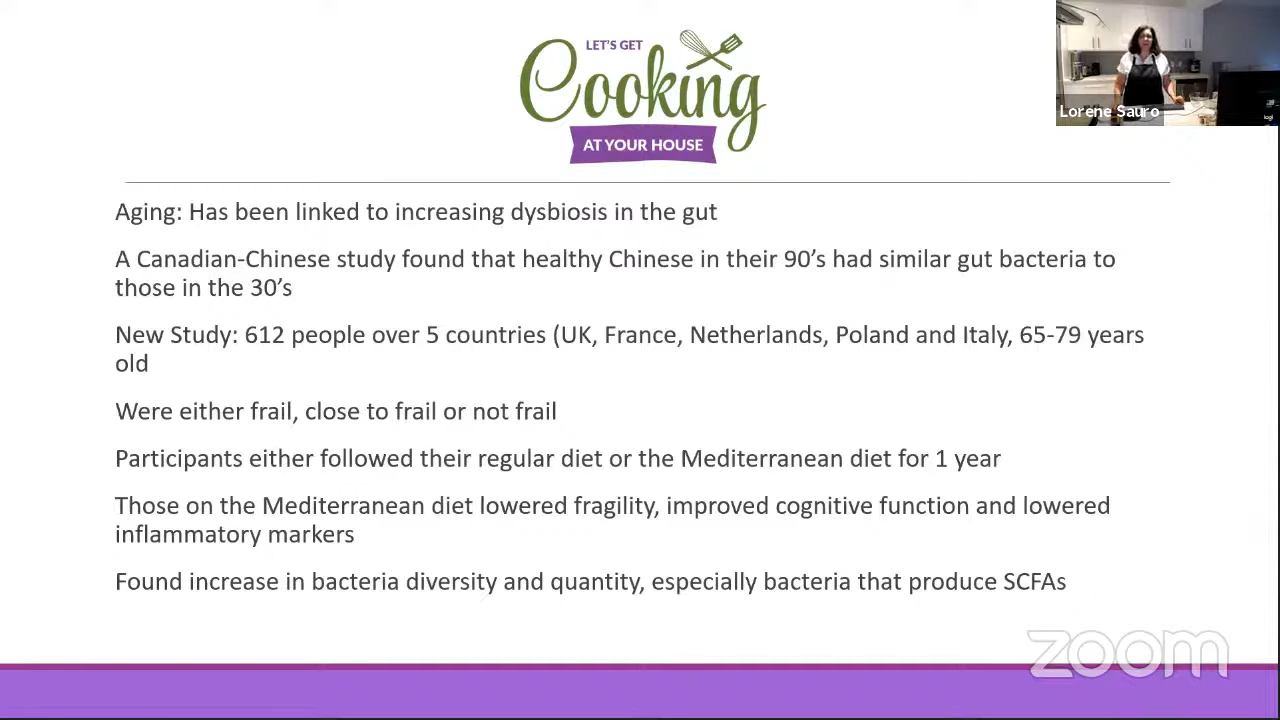 LET'S GET
Cooking
AT YOUR HOUSE
Lorene Sauro
Aging: Has been linked to increasing dysbiosis in the gut
A Canadian-Chinese study found that healthy Chinese in their 90’s had similar gut bacteria to
those in the 30’s
New Study: 612 people over 5 countries (UK, France, Netherlands, Poland and Italy, 65-79 years
old
Were either frail, close to frail or not frail
Participants either followed their regular diet or the Mediterranean diet for 1 year
Those on the Mediterranean diet lowered fragility, improved cognitive function and lowered
inflammatory markers
Found increase in bacteria diversity and quantity, especially bacteria that produce SCFAs
zoom